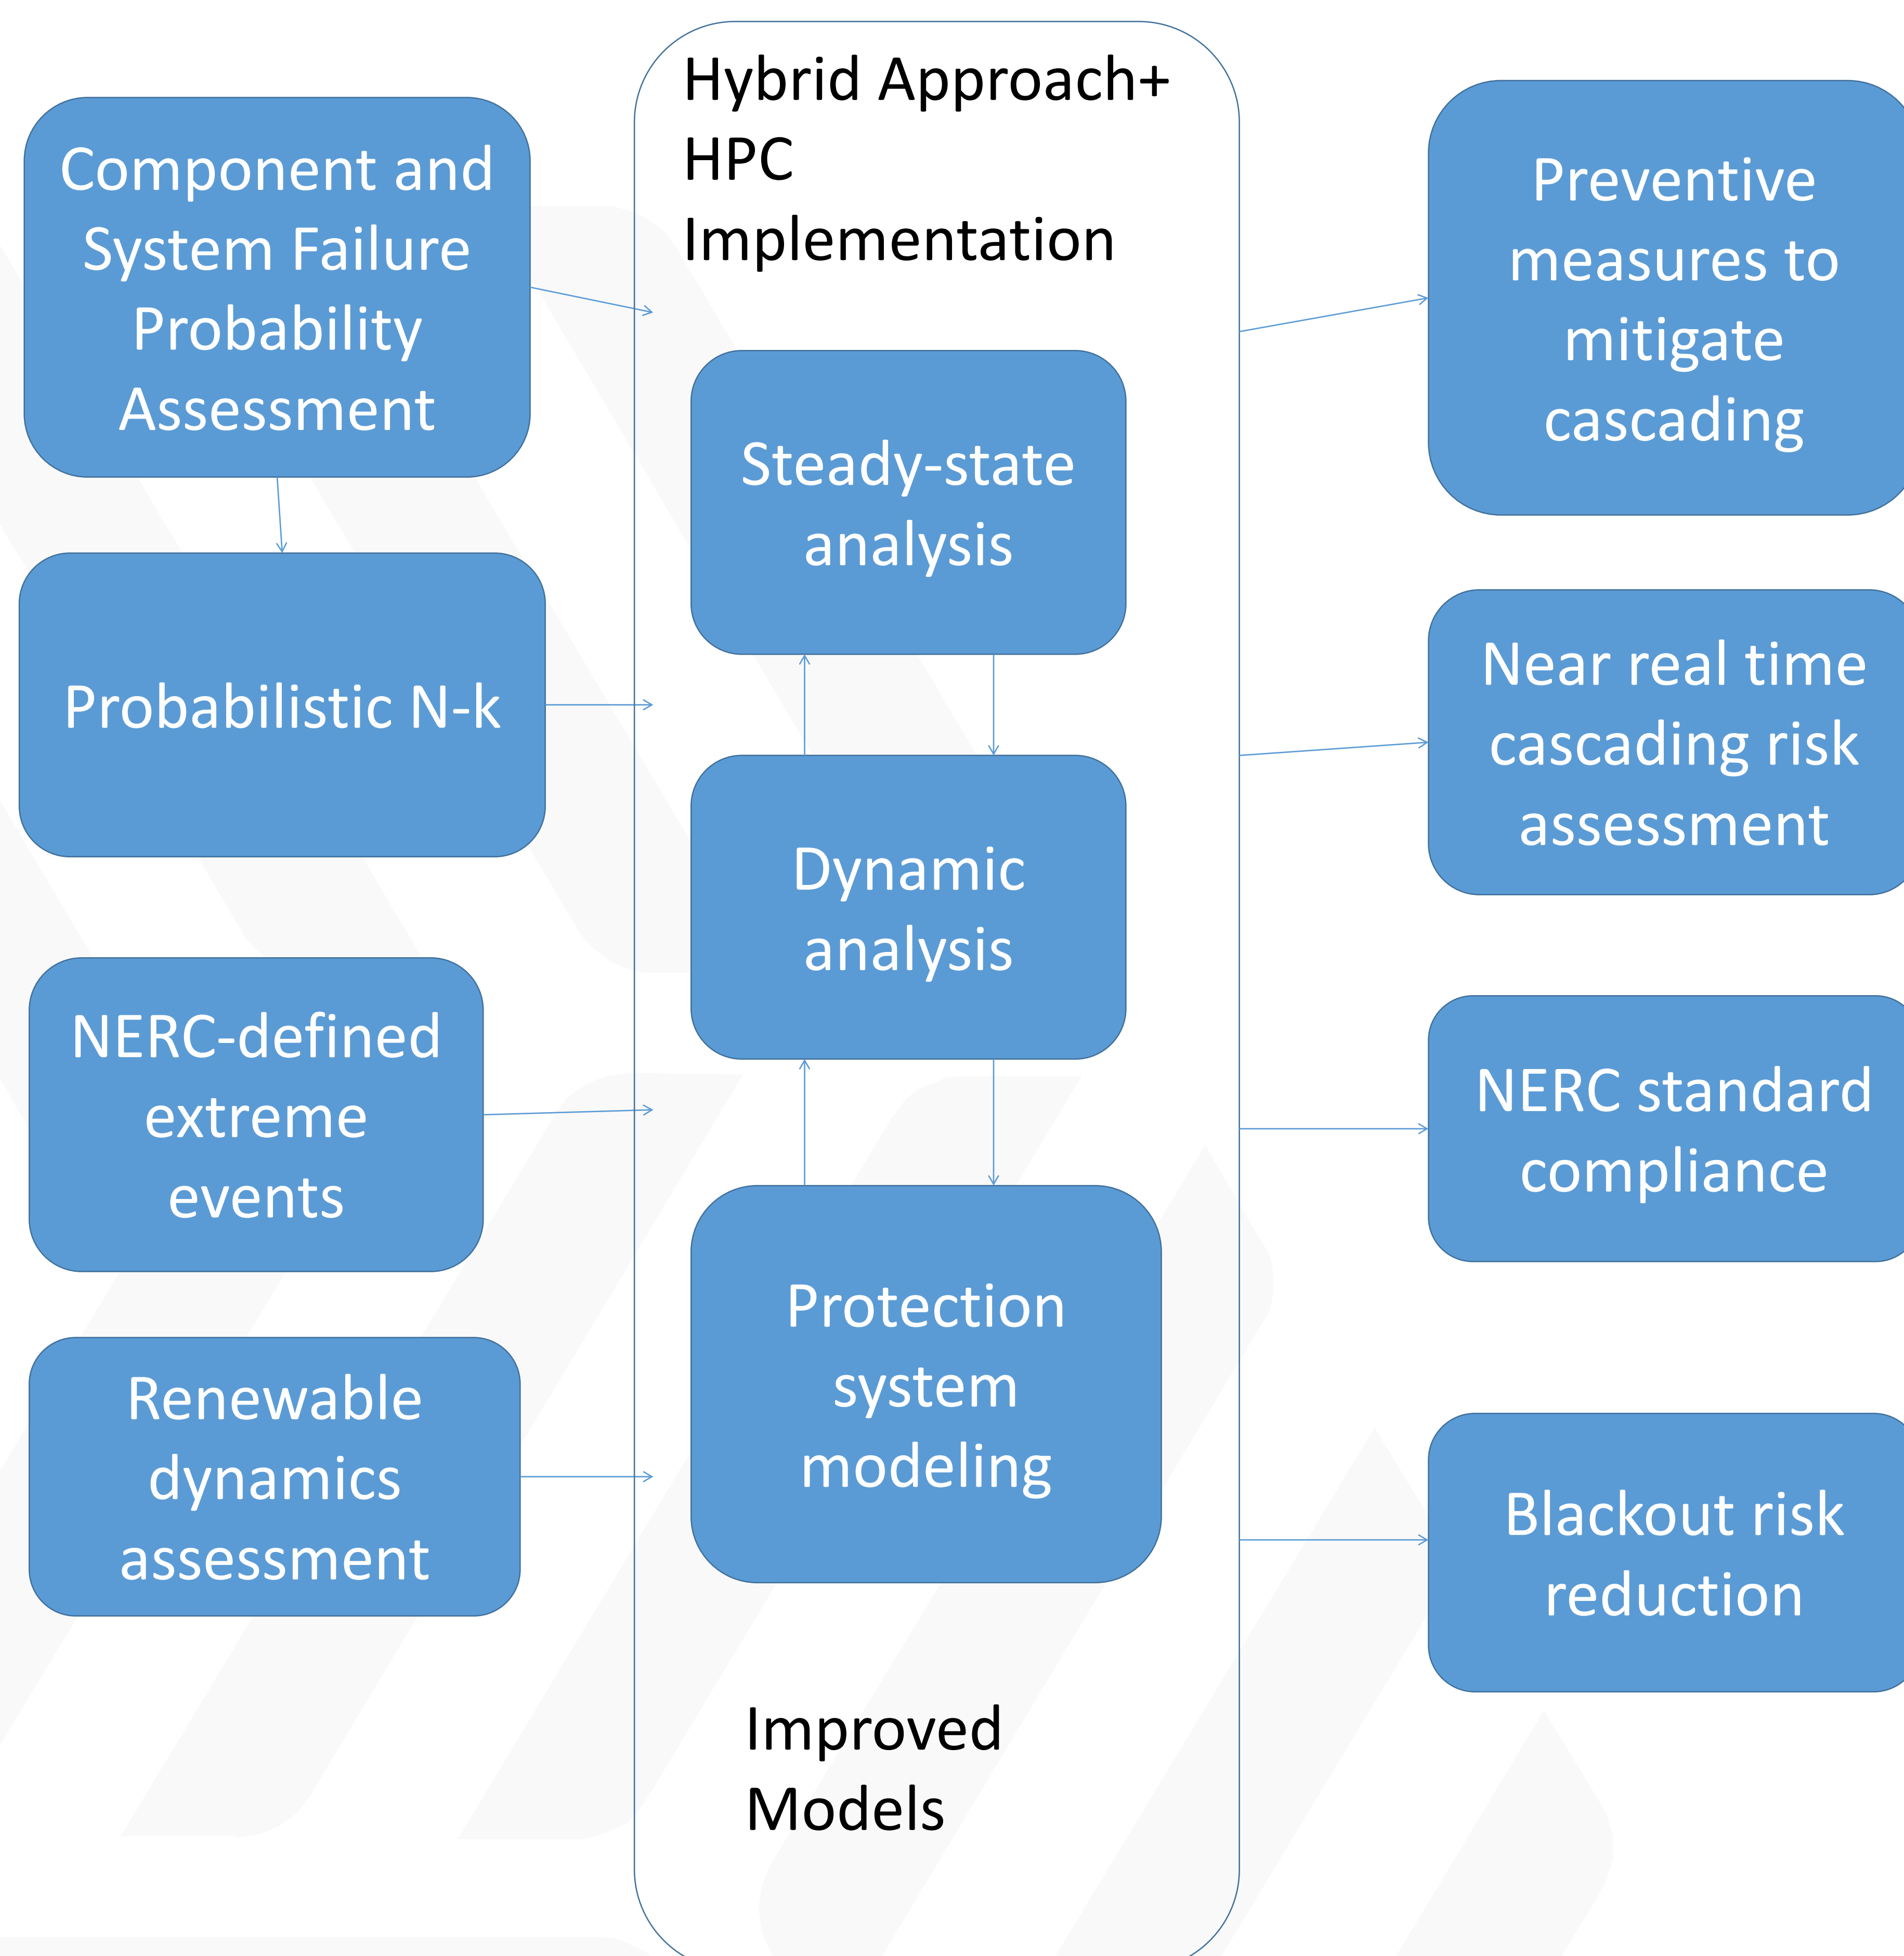 Component and
System Failure
Probability
Assessment
Probabilistic N-k
NERC-defined
extreme
events
Renewable
dynamics
assessment
Hybrid Approach+
HPC
Implementation
Steady-state
analysis
Dynamic
analysis
Protection
system
modeling
Improved
Models
Preventive
measures to
mitigate
cascading
Near real time
cascading risk
assessment
NERC standard
compliance
Blackout risk
reduction